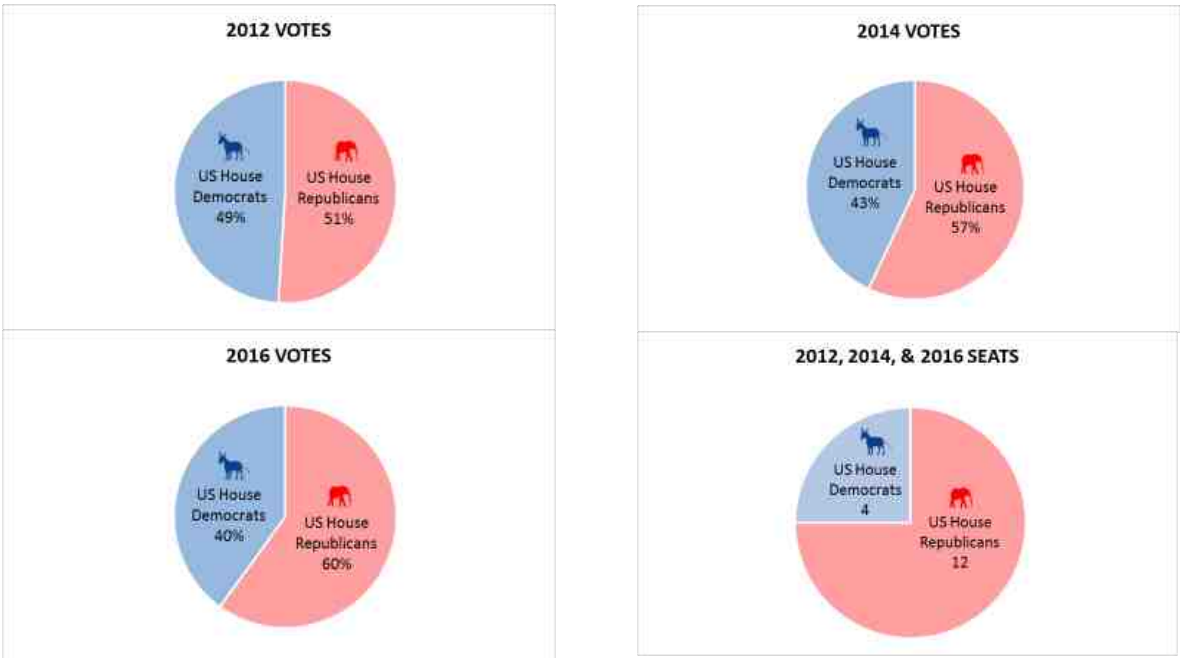 2012 VOTES
US House
Democrats
49%
US House
Republicans
51%
2014 VOTES
US House
Democrats
43%
US House
Republicans
57%
2016 VOTES
US House
Democrats
40%
US House
Republicans
60%
2012, 2014, & 2016 SEATS
US House
Democrats
4
US House
Republicans
12